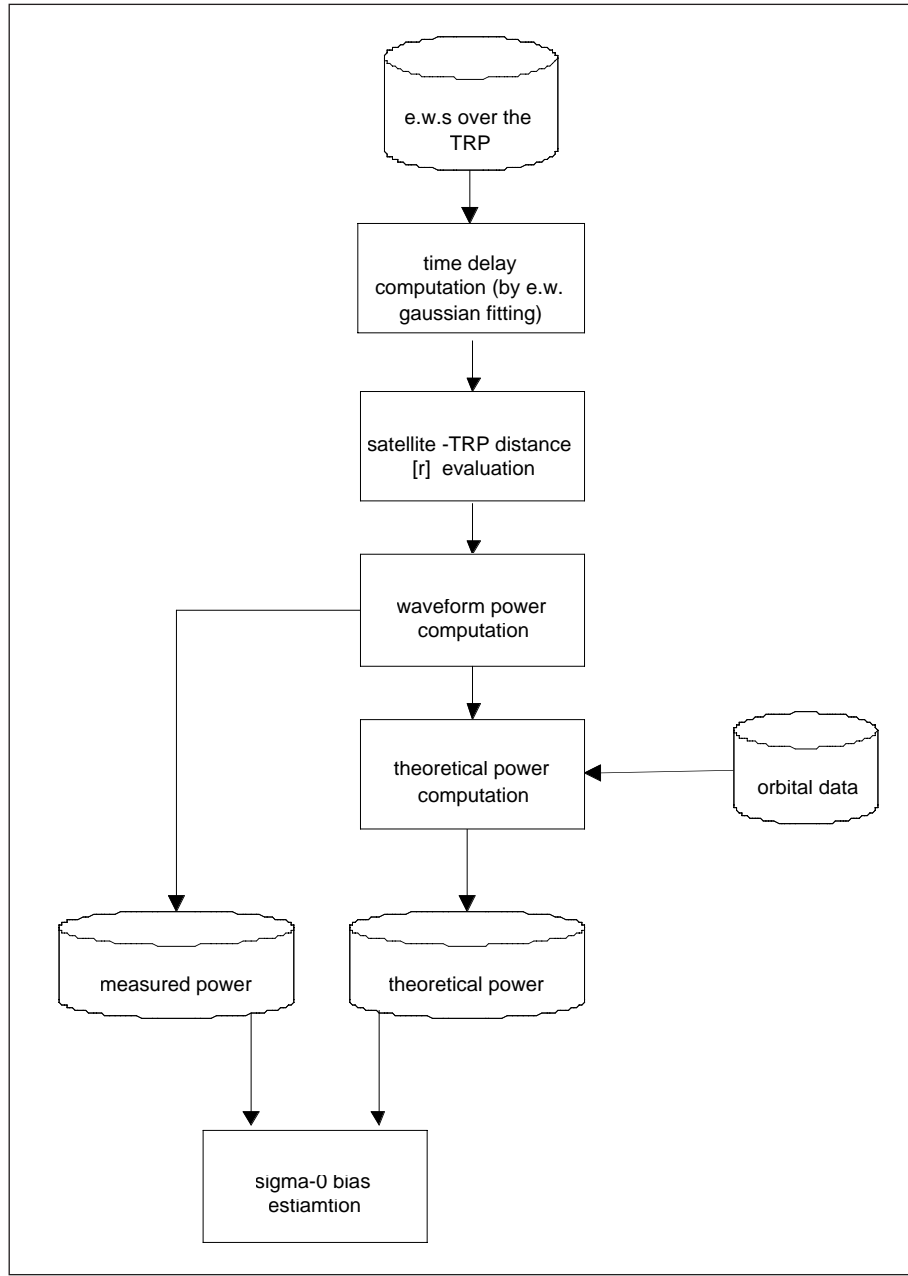 e.w.s over the
TRP
time delay
computation (by e.w.
gaussian fitting)
satellite -TRP distance
[r] evaluation
waveform power
computation
theoretical power
computation
orbital data
measured power
theoretical power
sigma-0 bias
estiamtion